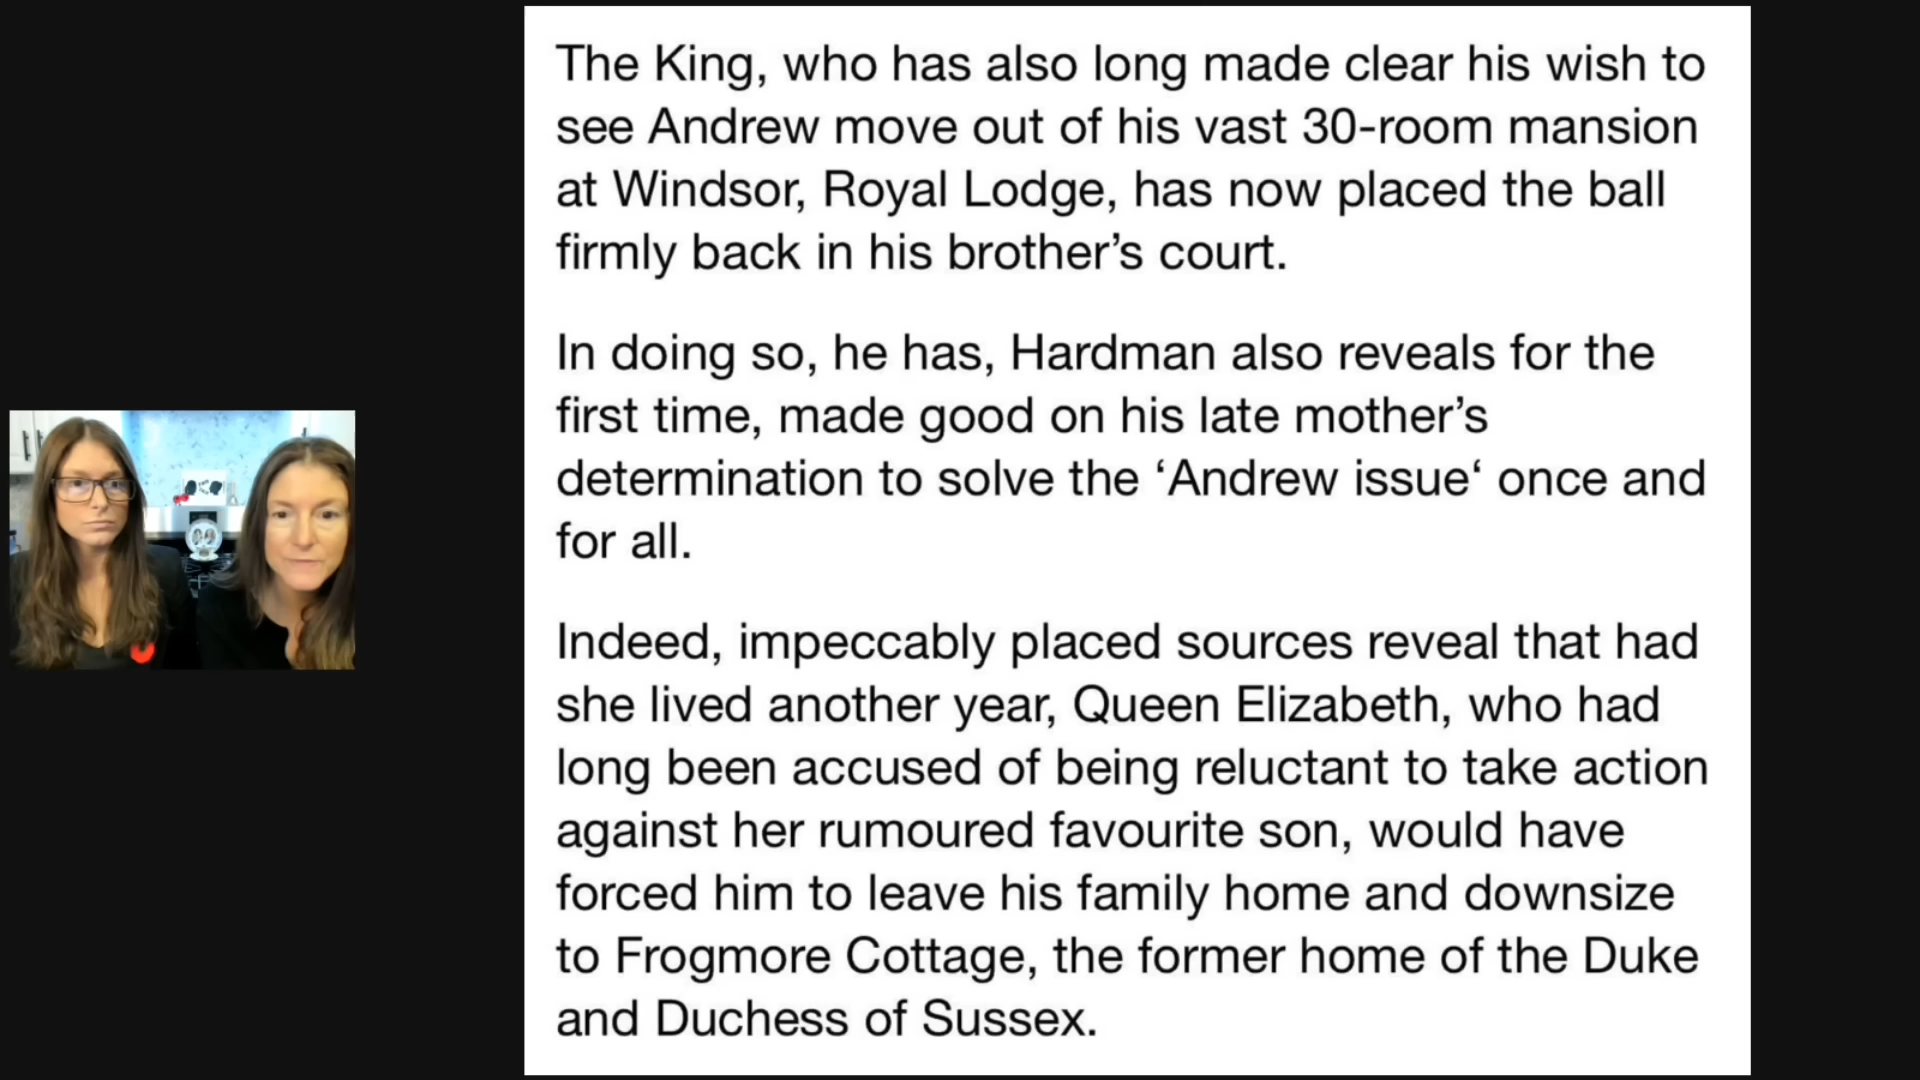 The King, who has also long made clear his wish to
see Andrew move out of his vast 30-room mansion
at Windsor, Royal Lodge, has now placed the ball
firmly back in his brother’s court.
In doing so, he has, Hardman also reveals for the
first time, made good on his late mother’s
determination to solve the ‘Andrew issue‘ once and
for all.
Indeed, impeccably placed sources reveal that had
she lived another year, Queen Elizabeth, who had
long been accused of being reluctant to take action
against her rumoured favourite son, would have
forced him to leave his family home and downsize
to Frogmore Cottage, the former home of the Duke
and Duchess of Sussex.